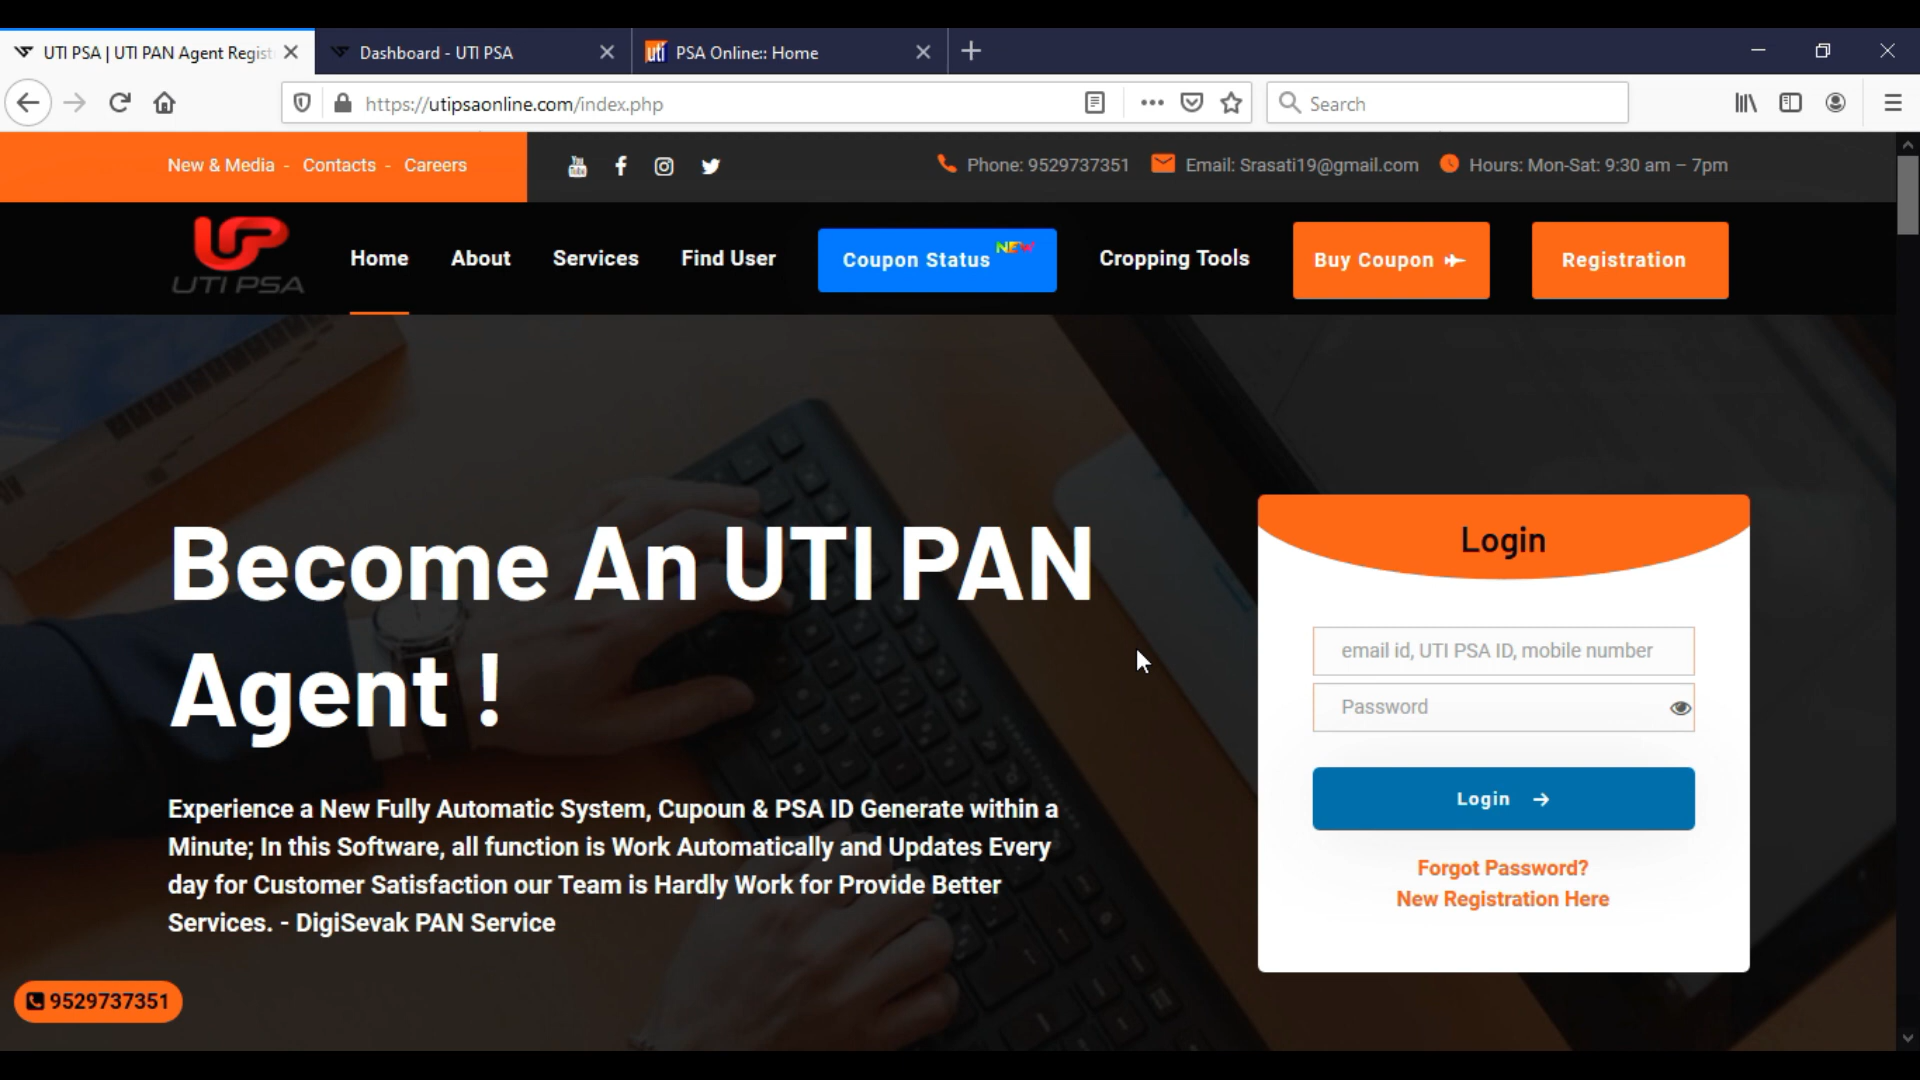 UTI PSA | UTI PAN Agent Regist
Dashboard - UTI PSA
uti PSA Online:: Home
https://utipsaonline.com/index.php
Search
New & Media - Contacts - Careers
Phone: 9529737351
Email: Srasati19@gmail.com
Hours: Mon-Sat: 9:30 am – 7pm
UTI PSA
Home
About
Services
Find User
Coupon Status NEW
Cropping Tools
Buy Coupon
Registration
Become An UTI PAN
Agent !
Experience a New Fully Automatic System, Cupoun & PSA ID Generate within a
Minute; In this Software, all function is Work Automatically and Updates Every
day for Customer Satisfaction our Team is Hardly Work for Provide Better
Services. - DigiSevak PAN Service
Login
email id, UTI PSA ID, mobile number
Password
Login
Forgot Password?
New Registration Here
9529737351